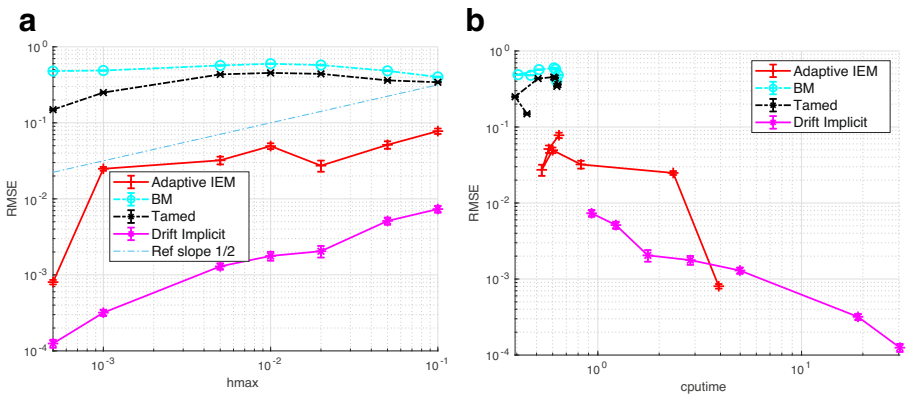 a
10^0
10^-1
10^-2
10^-3
10^-4
RMSE
10^-3
10^-2
10^-1
hmax
Adaptive IEM
BM
Tamed
Drift Implicit
Ref slope 1/2
b
10^0
10^-1
10^-2
10^-3
10^-4
RMSE
10^0
10^1
cputime
Adaptive IEM
BM
Tamed
Drift Implicit